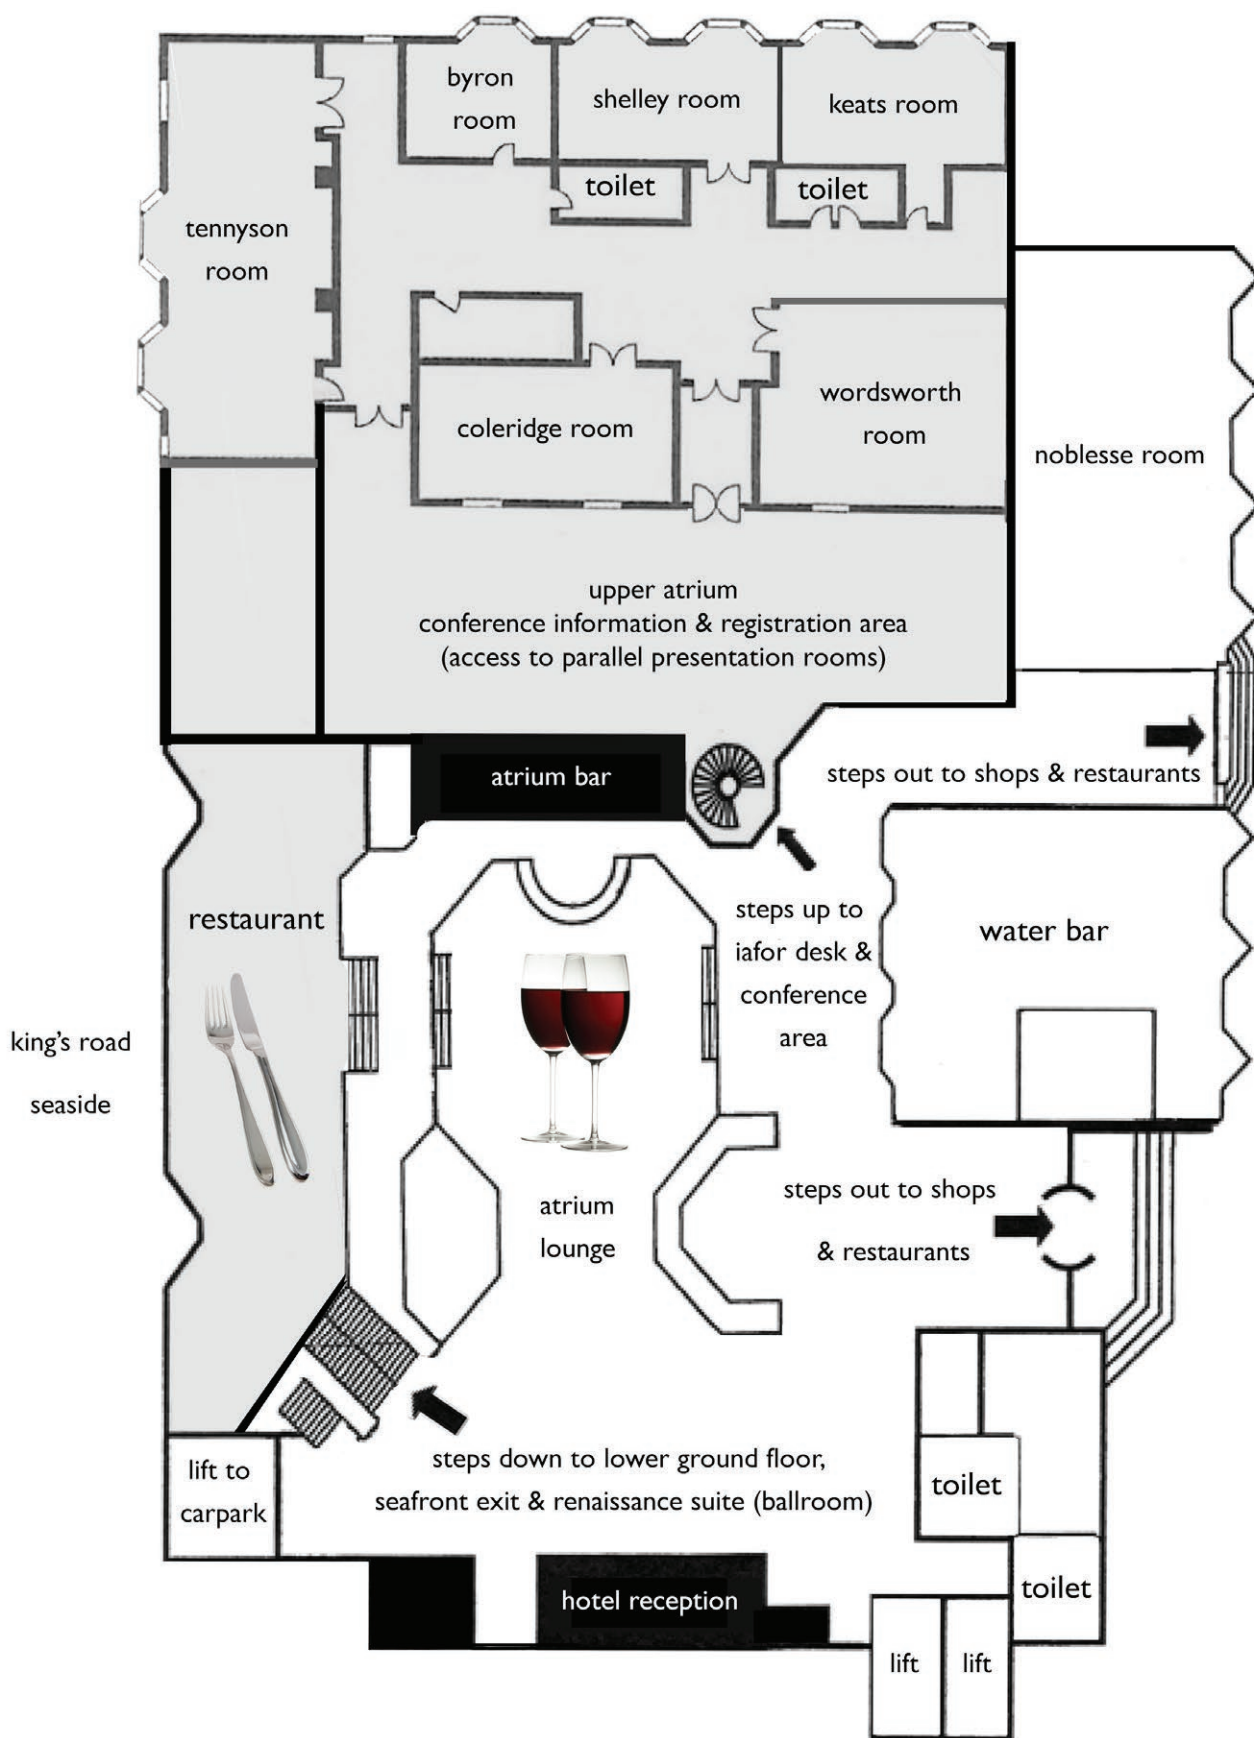 byron
room
shelley room
keats room
toilet
toilet
tennyson
room
wordsworth
room
coleridge room
noblesse room
upper atrium
conference information & registration area
(access to parallel presentation rooms)
atrium bar
steps out to shops & restaurants
restaurant
steps up to
iafor desk &
conference
area
water bar
king's road
seaside
atrium
lounge
steps out to shops
& restaurants
lift to
carpark
steps down to lower ground floor,
seafront exit & renaissance suite (ballroom)
toilet
hotel reception
toilet
lift
lift